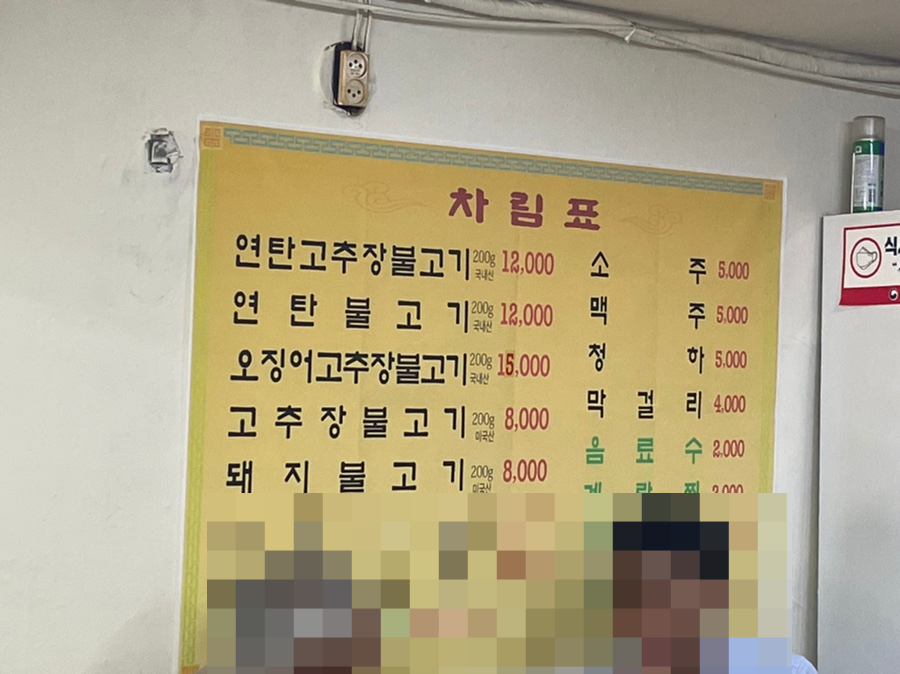 차림표
연탄고추장불고기 200g 국내산 12,000
연탄불고기 200g 국내산 12,000
오징어고추장불고기 200g 국내산 15,000
고추장불고기 200g 미국산 8,000
돼지불고기 200g 미국산 8,000
소주 5,000
맥주 5,000
청하 5,000
막걸리 4,000
음료수 2,000